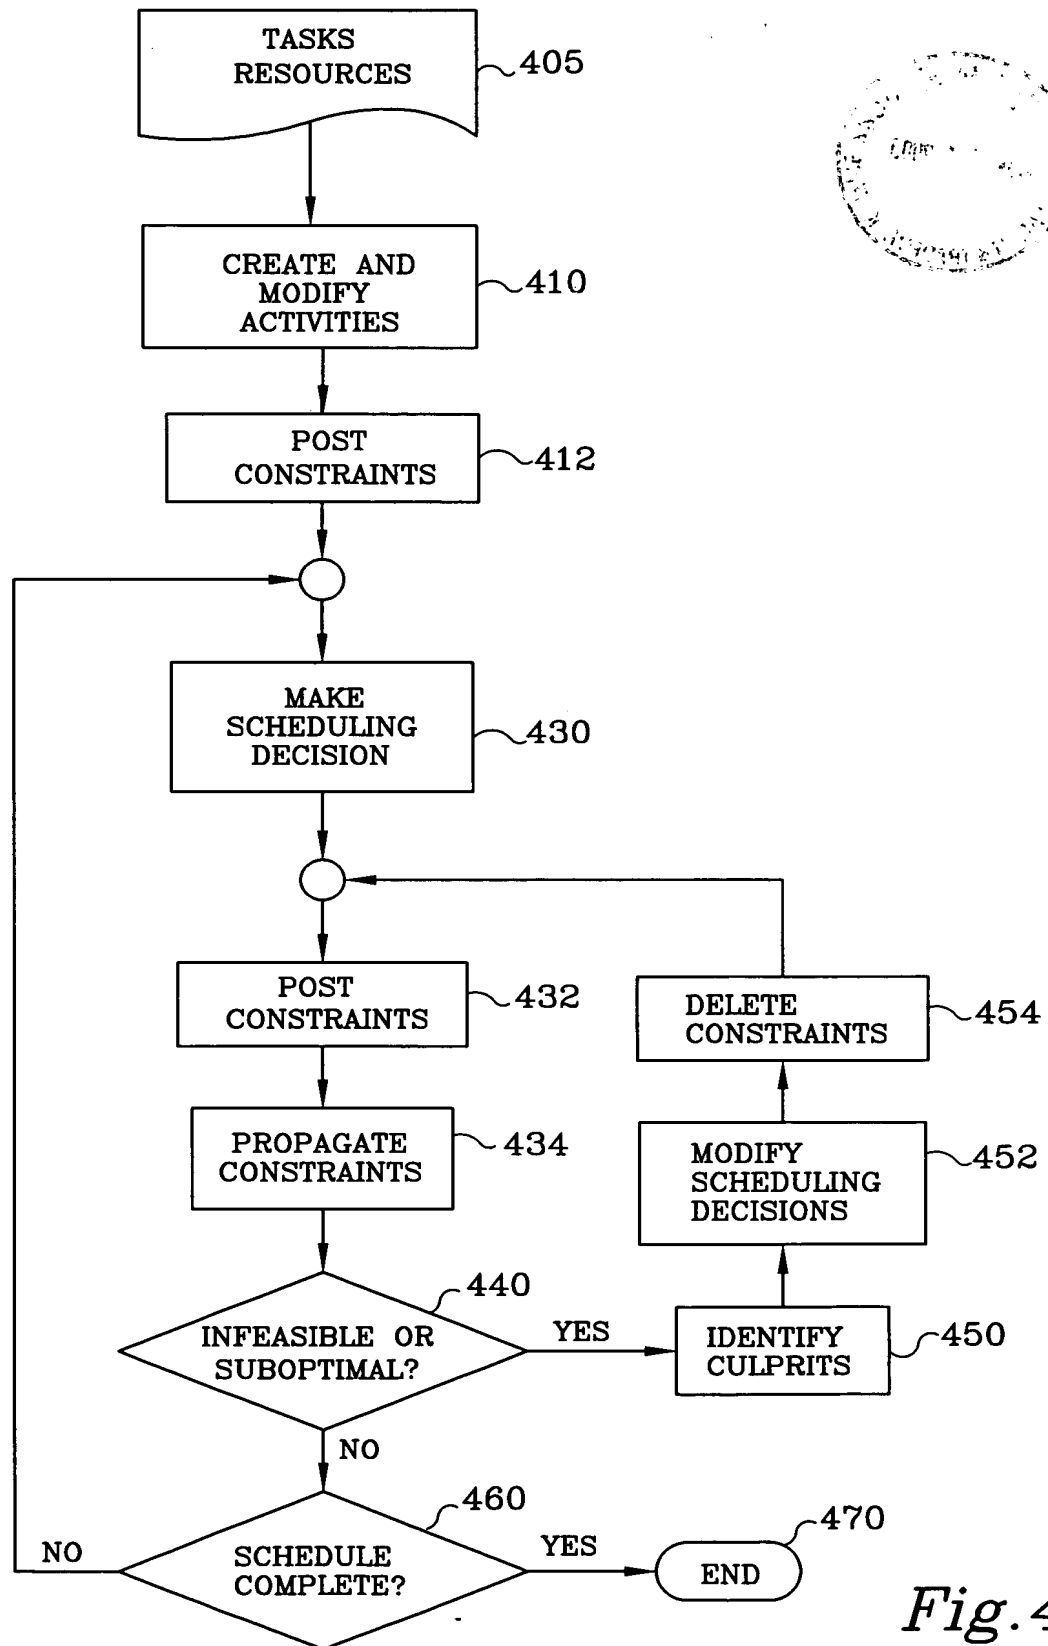 TASKS
RESOURCES
405
CREATE AND
MODIFY
ACTIVITIES
410
POST
CONSTRAINTS
412
MAKE
SCHEDULING
DECISION
430
POST
CONSTRAINTS
432
DELETE
CONSTRAINTS
454
PROPAGATE
CONSTRAINTS
434
MODIFY
SCHEDULING
DECISIONS
452
440
INFEASIBLE OR
SUBOPTIMAL?
YES
IDENTIFY
CULPRITS
450
NO
460
SCHEDULE
COMPLETE?
NO
YES
END
470
Fig.4